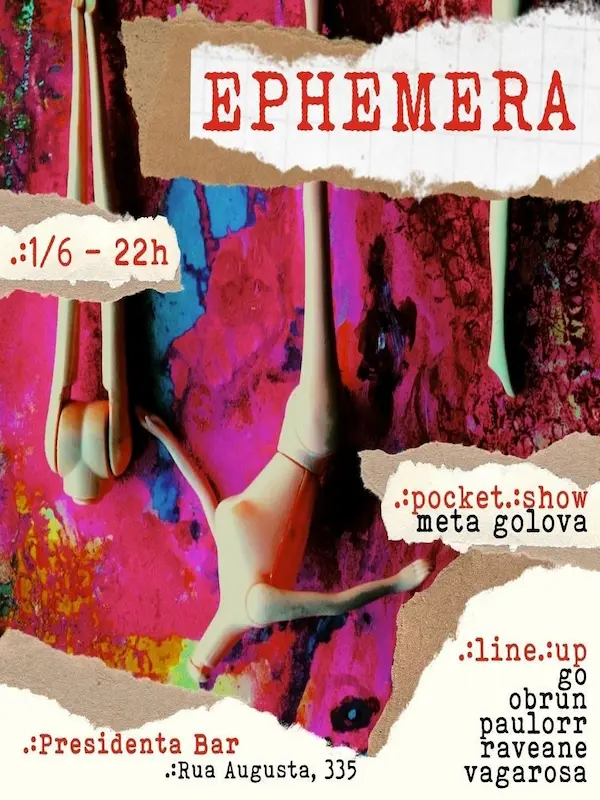 EPHEMERA
.:1/6 - 22h
.:pocket.:show
meta golova
.:line.:up
go
obrun
paulorr
raveane
vagarosa
.:Presidenta Bar
.:Rua Augusta, 335